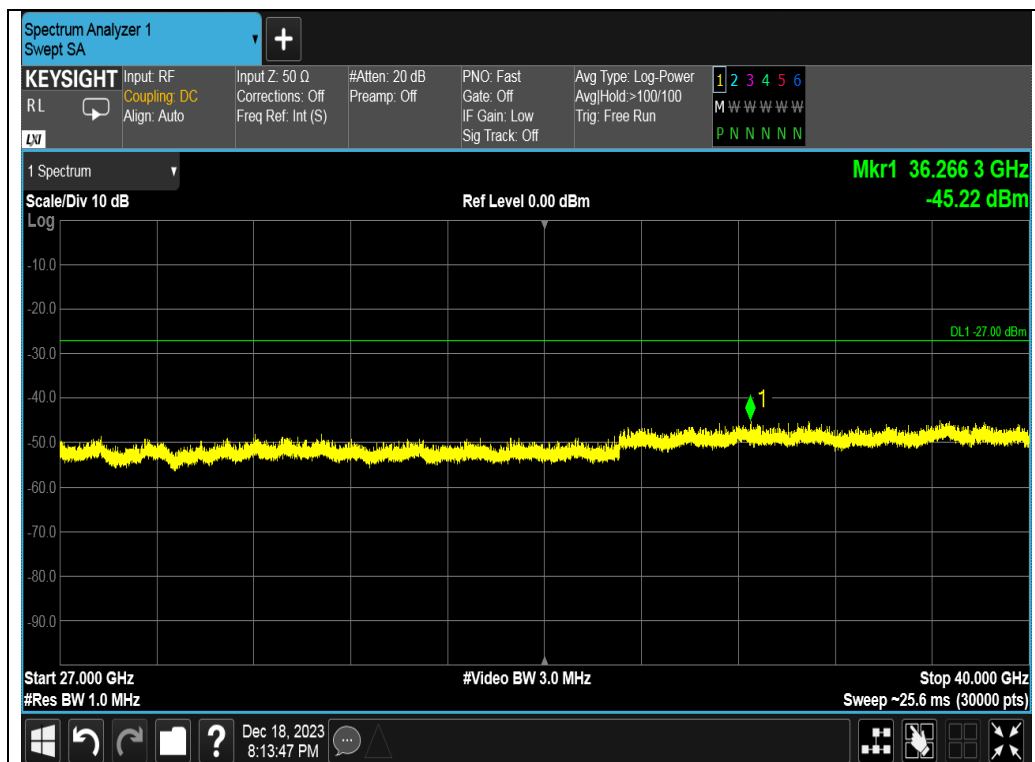 Spectrum Analyzer 1
Swept SA
KEYSIGHT
R L
LXI
Input: RF
Coupling: DC
Align: Auto
Input Z: 50 Ω
Corrections: Off
Freq Ref: Int (S)
#Atten: 20 dB
Preamp: Off
PNO: Fast
Gate: Off
IF Gain: Low
Sig Track: Off
Avg Type: Log-Power
Avg|Hold:>100/100
Trig: Free Run
1 2 3 4 5 6
M W W W W W
P N N N N N
1 Spectrum
Mkr1 36.266 3 GHz
-45.22 dBm
Scale/Div 10 dB
Ref Level 0.00 dBm
Log
-10.0
-20.0
DL1 -27.00 dBm
-30.0
-40.0
1
-50.0
-60.0
-70.0
-80.0
-90.0
Start 27.000 GHz
#Video BW 3.0 MHz
Stop 40.000 GHz
#Res BW 1.0 MHz
Sweep ~25.6 ms (30000 pts)
?
Dec 18, 2023
8:13:47 PM